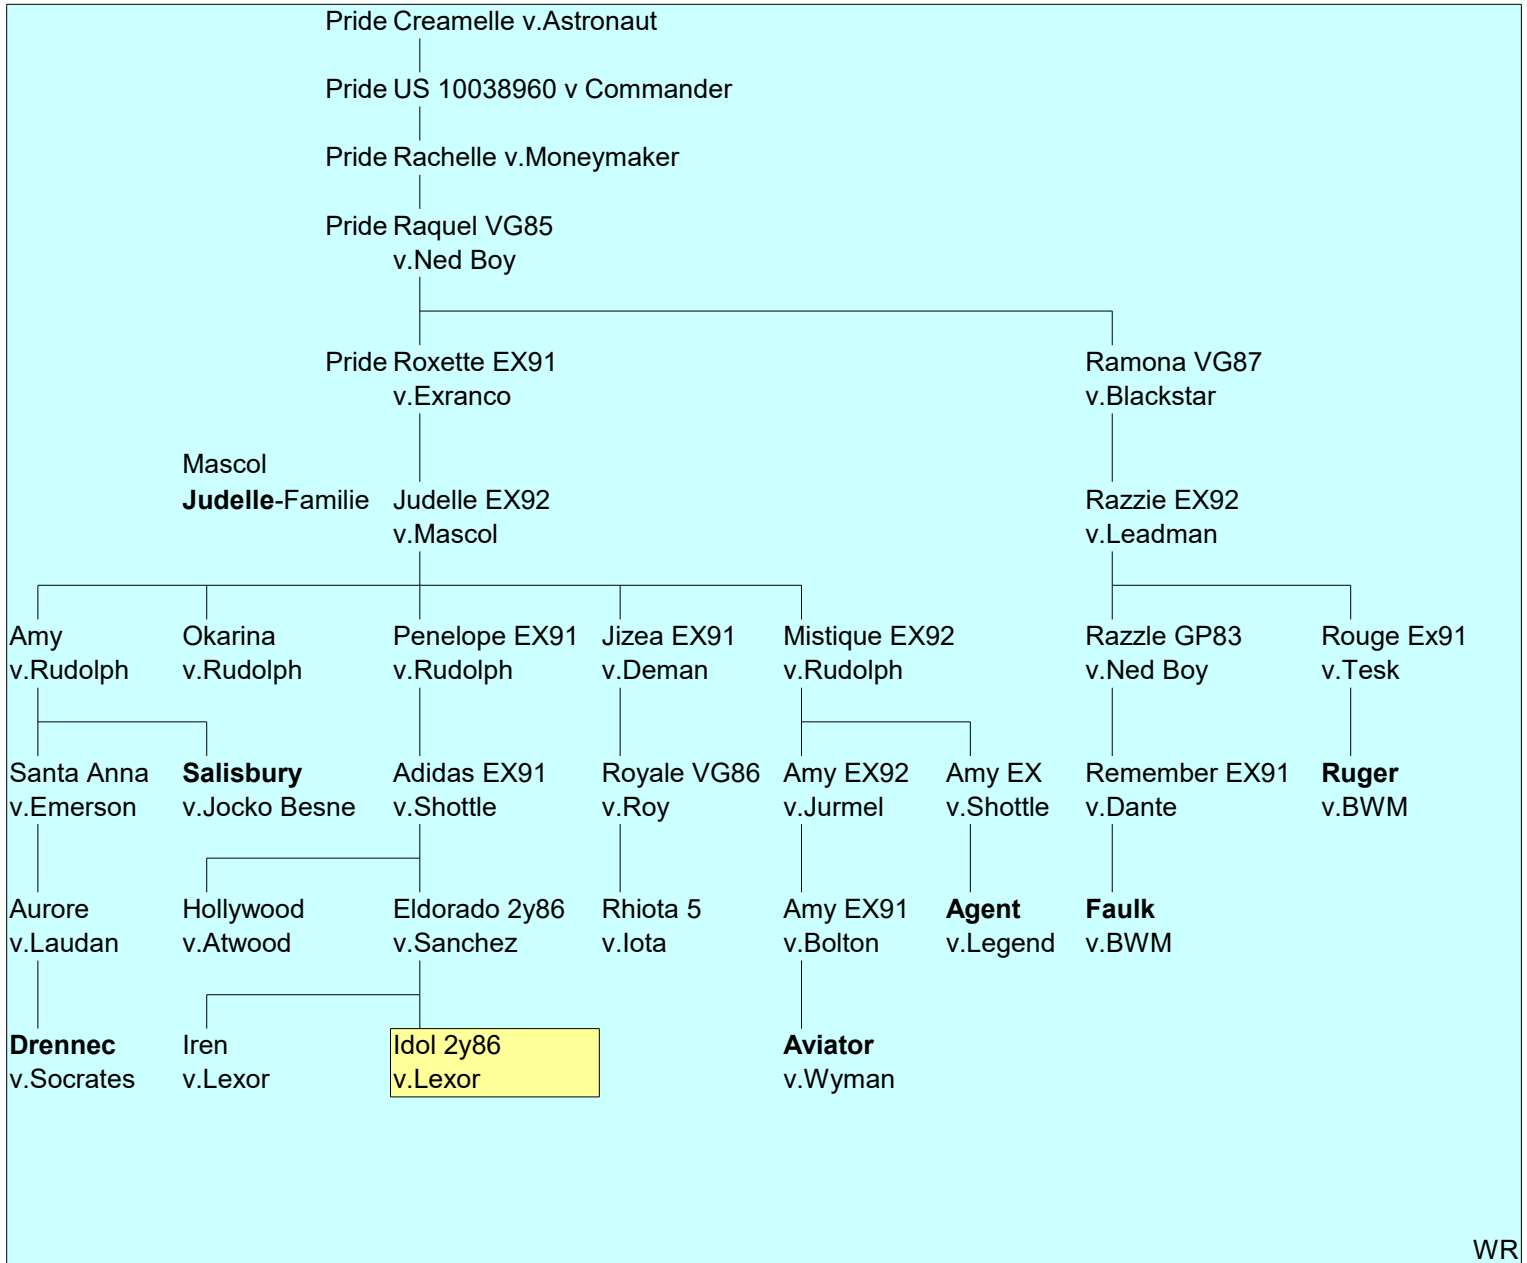 Pride Creamelle v.Astronaut
Pride US 10038960 v Commander
Pride Rachelle v.Moneymaker
Pride Raquel VG85
v.Ned Boy
Pride Roxette EX91 Ramona VG87
v.Exranco v.Blackstar
Mascol
Judelle-Familie Judelle EX92 Razzie EX92
v.Mascol v.Leadman
Amy Okarina Penelope EX91 Jizea EX91 Mistique EX92 Razzle GP83 Rouge Ex91
v.Rudolph v.Rudolph v.Rudolph v.Deman v.Rudolph v.Ned Boy v.Tesk
Santa Anna Salisbury Adidas EX91 Royale VG86 Amy EX92 Amy EX Remember EX91 Ruger
v.Emerson v.Jocko Besne v.Shottle v.Roy v.Jurmel v.Shottle v.Dante v.BWM
Aurore Hollywood Eldorado 2y86 Rhiota 5 Amy EX91 Agent Faulk
v.Laudan v.Atwood v.Sanchez v.Iota v.Bolton v.Legend v.BWM
Drennec Iren Idol 2y86 Aviator
v.Socrates v.Lexor v.Lexor v.Wyman
WR